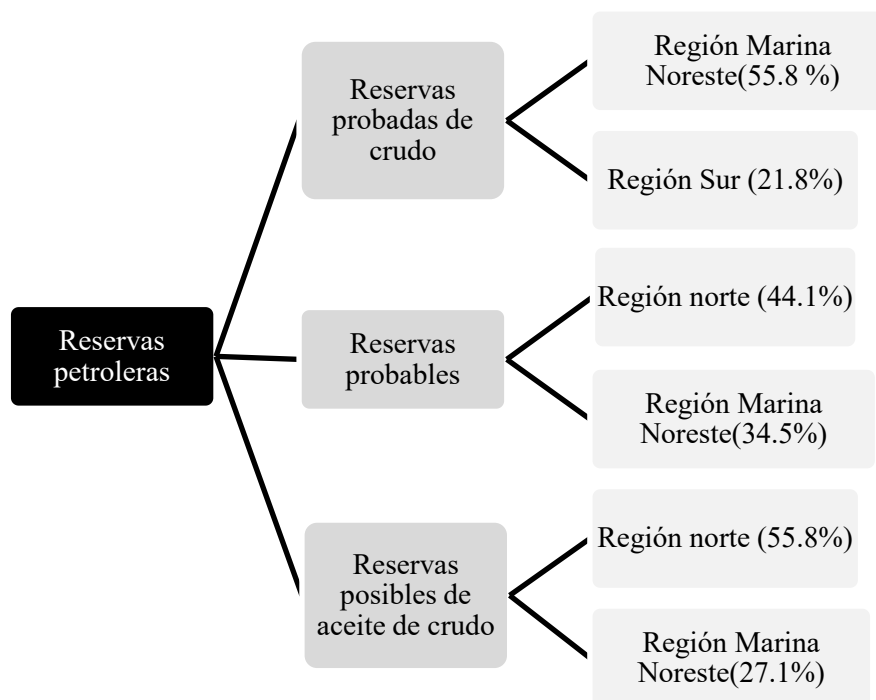 Reservas
petroleras
Reservas
probadas de
crudo
Región Marina
Noreste(55.8 %)
Región Sur (21.8%)
Reservas
probables
Región norte (44.1%)
Región Marina
Noreste(34.5%)
Reservas
posibles de
aceite de crudo
Región norte (55.8%)
Región Marina
Noreste(27.1%)